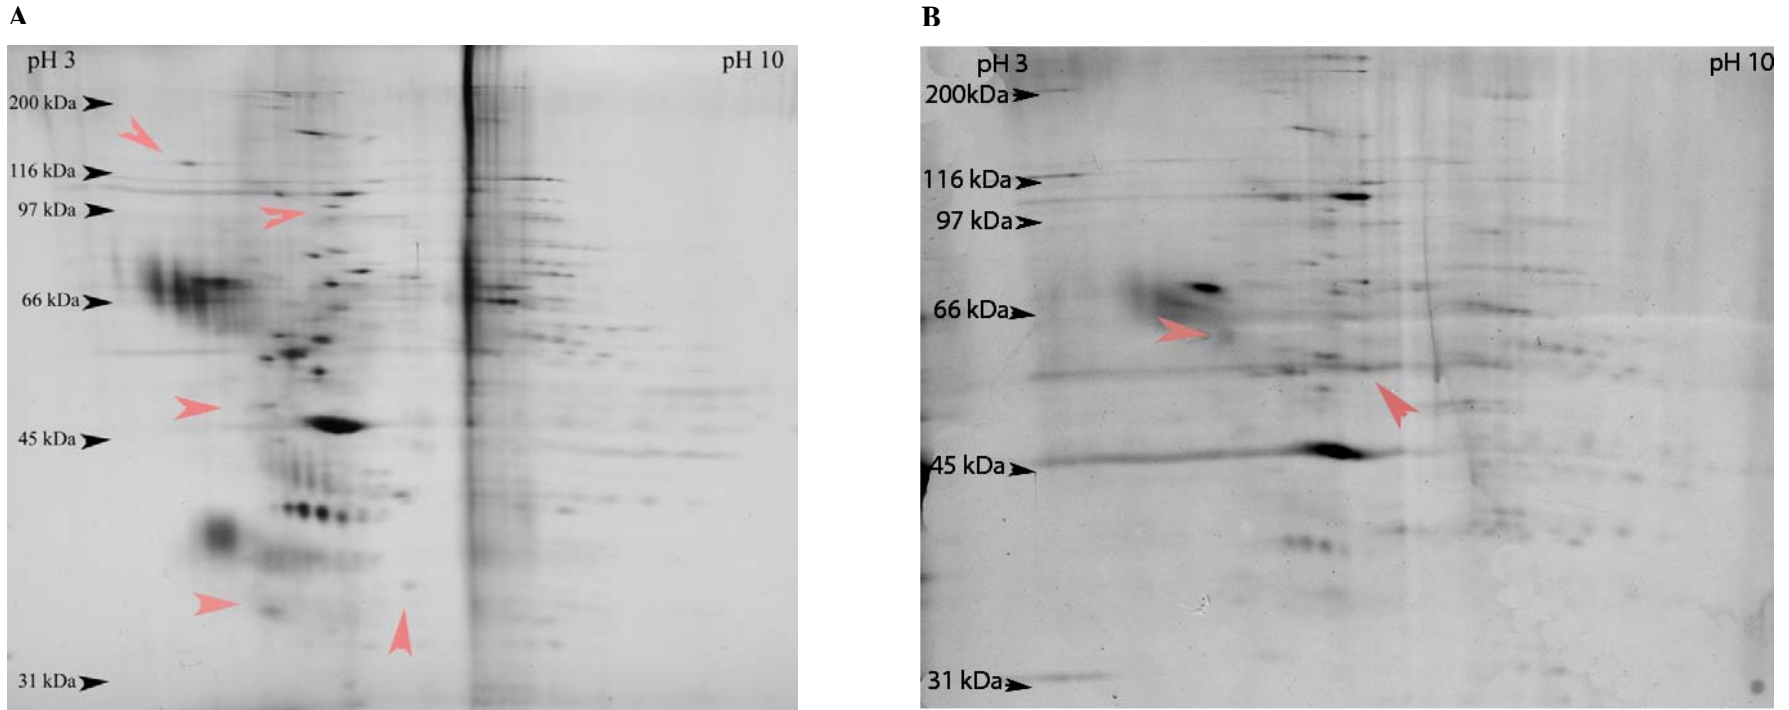 A
pH 3
pH 10
200 kDa
116 kDa
97 kDa
66 kDa
45 kDa
31 kDa
B
pH 3
pH 10
200kDa
116 kDa
97 kDa
66 kDa
45 kDa
31 kDa